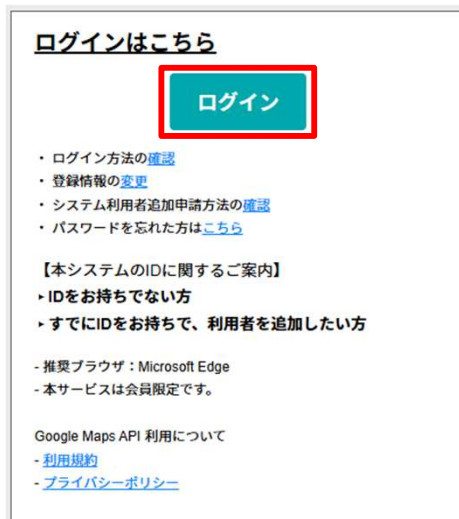 ログインはこちら
ログイン
・ ログイン方法の確認
・ 登録情報の変更
・ システム利用者追加申請方法の確認
・ パスワードを忘れた方はこちら
【本システムのIDに関するご案内】
▸IDをお持ちでない方
▸すでにIDをお持ちで、利用者を追加したい方
- 推奨ブラウザ：Microsoft Edge
- 本サービスは会員限定です。
Google Maps API 利用について
- 利用規約
- プライバシーポリシー